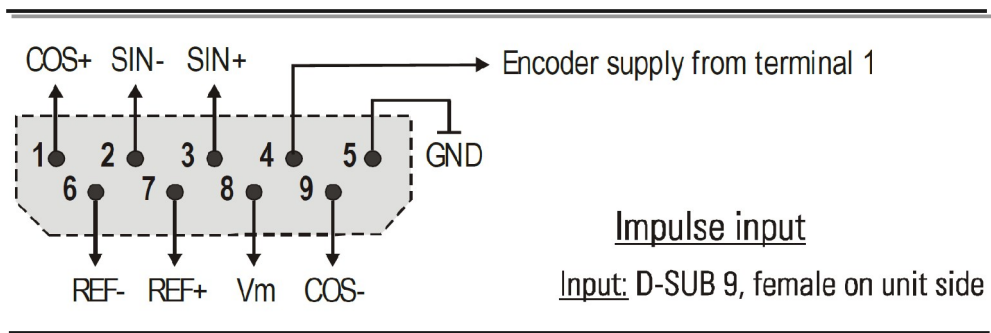 COS+ SIN- SIN+
Encoder supply from terminal 1
1 2 3 4 5 GND
6 7 8 9
REF- REF+ Vm COS-
Impulse input
Input: D-SUB 9, female on unit side